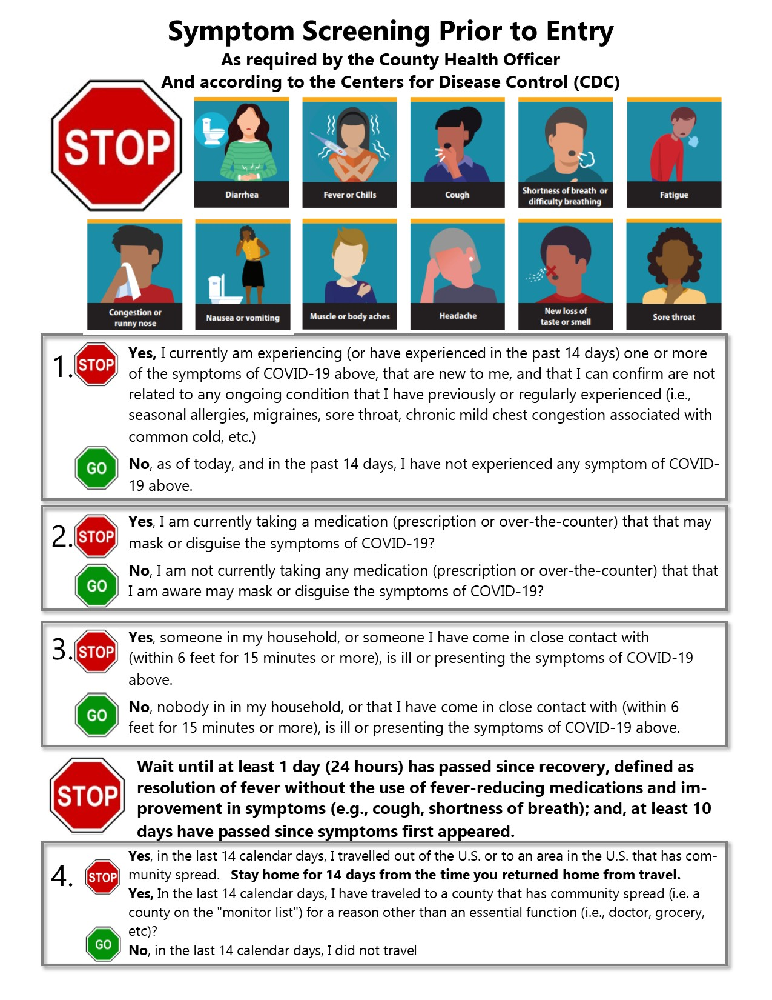 Symptom Screening Prior to Entry
As required by the County Health Officer
And according to the Centers for Disease Control (CDC)
STOP
Diarrhea
Fever or Chills
Cough
Shortness of breath or
difficulty breathing
Fatigue
Congestion or
runny nose
Nausea or vomiting
Muscle or body aches
Headache
New loss of
taste or smell
Sore throat
1.
STOP
Yes, I currently am experiencing (or have experienced in the past 14 days) one or more
of the symptoms of COVID-19 above, that are new to me, and that I can confirm are not
related to any ongoing condition that I have previously or regularly experienced (i.e.,
seasonal allergies, migraines, sore throat, chronic mild chest congestion associated with
common cold, etc.)
GO
No, as of today, and in the past 14 days, I have not experienced any symptom of COVID-
19 above.
2.
STOP
Yes, I am currently taking a medication (prescription or over-the-counter) that that may
mask or disguise the symptoms of COVID-19?
GO
No, I am not currently taking any medication (prescription or over-the-counter) that that
I am aware may mask or disguise the symptoms of COVID-19?
3.
STOP
Yes, someone in my household, or someone I have come in close contact with
(within 6 feet for 15 minutes or more), is ill or presenting the symptoms of COVID-19
above.
GO
No, nobody in in my household, or that I have come in close contact with (within 6
feet for 15 minutes or more), is ill or presenting the symptoms of COVID-19 above.
STOP
Wait until at least 1 day (24 hours) has passed since recovery, defined as
resolution of fever without the use of fever-reducing medications and im-
provement in symptoms (e.g., cough, shortness of breath); and, at least 10
days have passed since symptoms first appeared.
4.
STOP
Yes, in the last 14 calendar days, I travelled out of the U.S. or to an area in the U.S. that has com-
munity spread. Stay home for 14 days from the time you returned home from travel.
Yes, In the last 14 calendar days, I have traveled to a county that has community spread (i.e. a
county on the "monitor list") for a reason other than an essential function (i.e., doctor, grocery,
etc)?
GO
No, in the last 14 calendar days, I did not travel